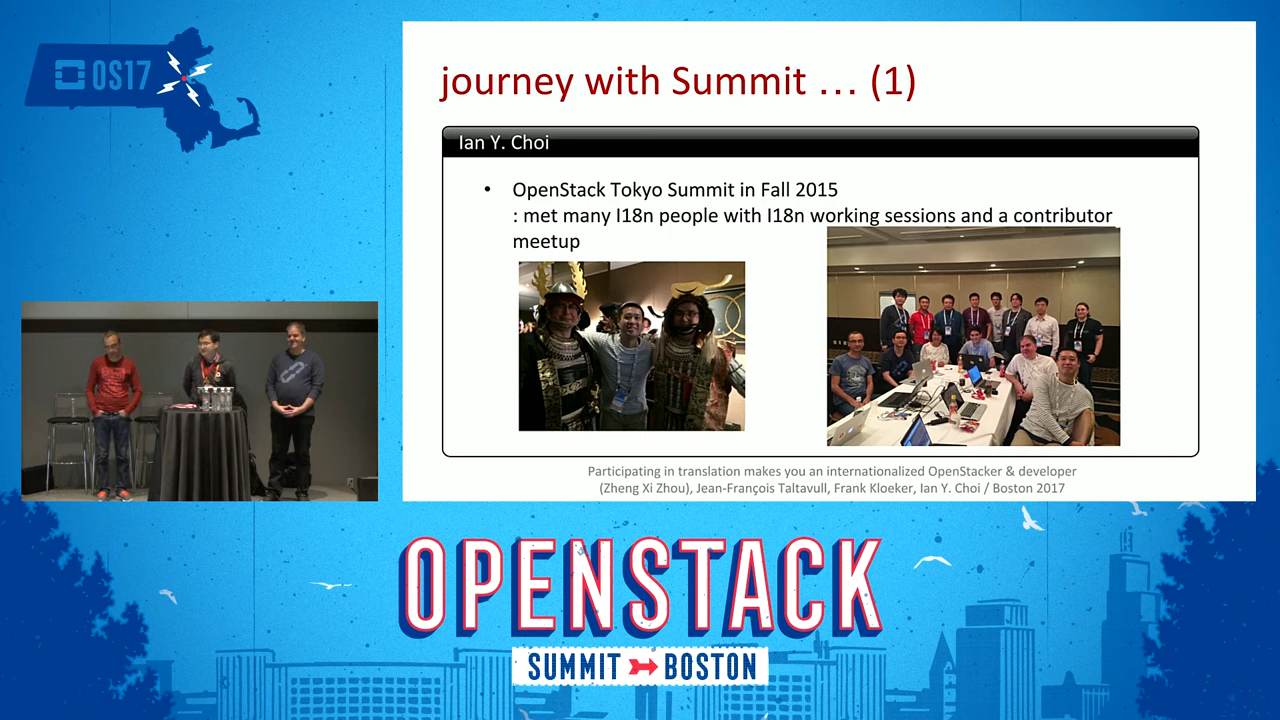 OS17
journey with Summit … (1)
Ian Y. Choi
• OpenStack Tokyo Summit in Fall 2015
: met many I18n people with I18n working sessions and a contributor
meetup
Participating in translation makes you an internationalized OpenStacker & developer
(Zheng Xi Zhou), Jean-François Taltavull, Frank Kloeker, Ian Y. Choi / Boston 2017
OPENSTACK
SUMMIT BOSTON